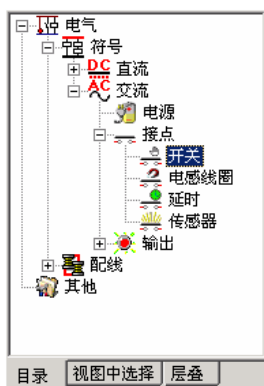 电气
符号
DC 直流
AC 交流
电源
接点
开关
电感线圈
延时
传感器
输出
配线
其他
目录 视图中选择 层叠